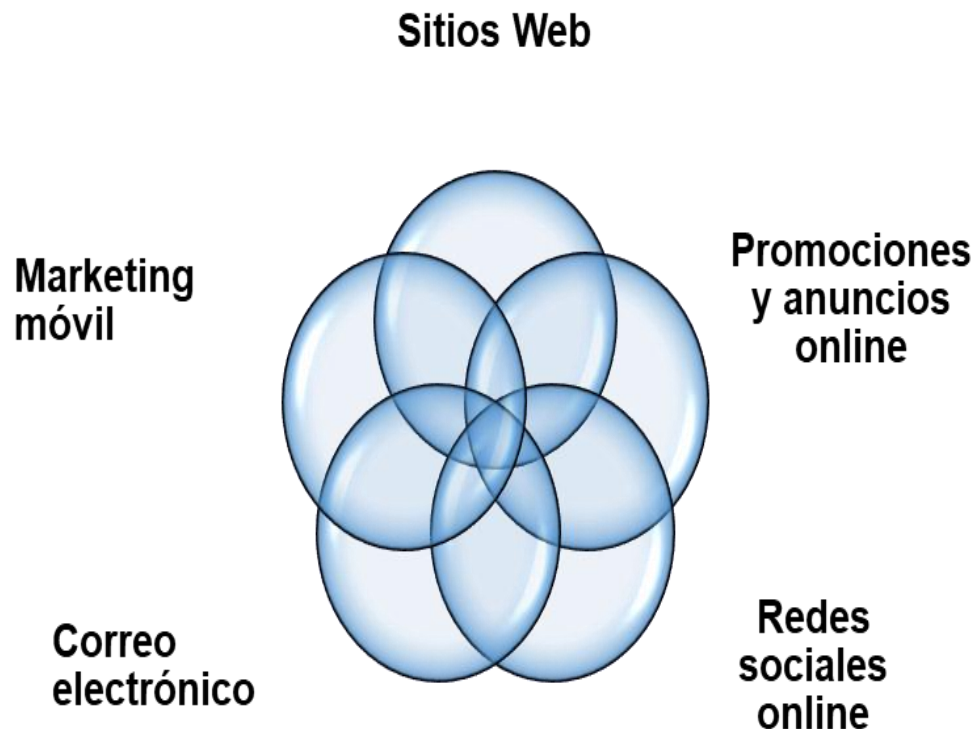 Sitios Web
Marketing
móvil
Promociones
y anuncios
online
Correo
electrónico
Redes
sociales
online